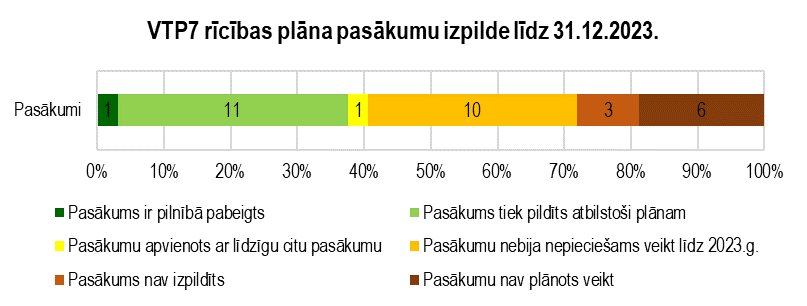 VTP7 rīcības plāna pasākumu izpilde līdz 31.12.2023.
Pasākumi 1 11 1 10 3 6
0% 10% 20% 30% 40% 50% 60% 70% 80% 90% 100%
Pasākums ir pilnībā pabeigts Pasākums tiek pildīts atbilstoši plānam
Pasākumu apvienots ar līdzīgu citu pasākumu Pasākumu nebija nepieciešams veikt līdz 2023.g.
Pasākums nav izpildīts Pasākumu nav plānots veikt